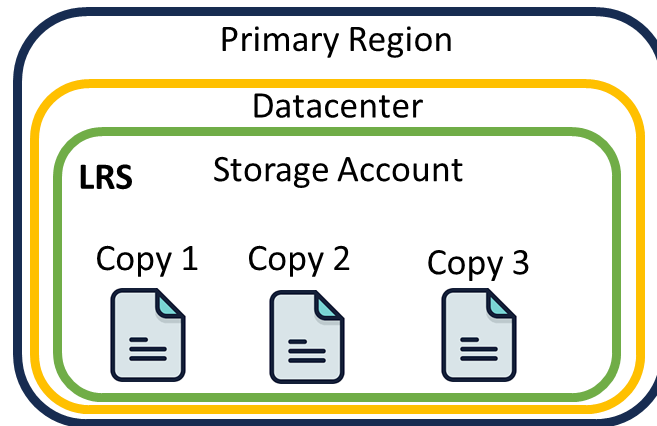 Primary Region
Datacenter
LRS Storage Account
Copy 1 Copy 2 Copy 3